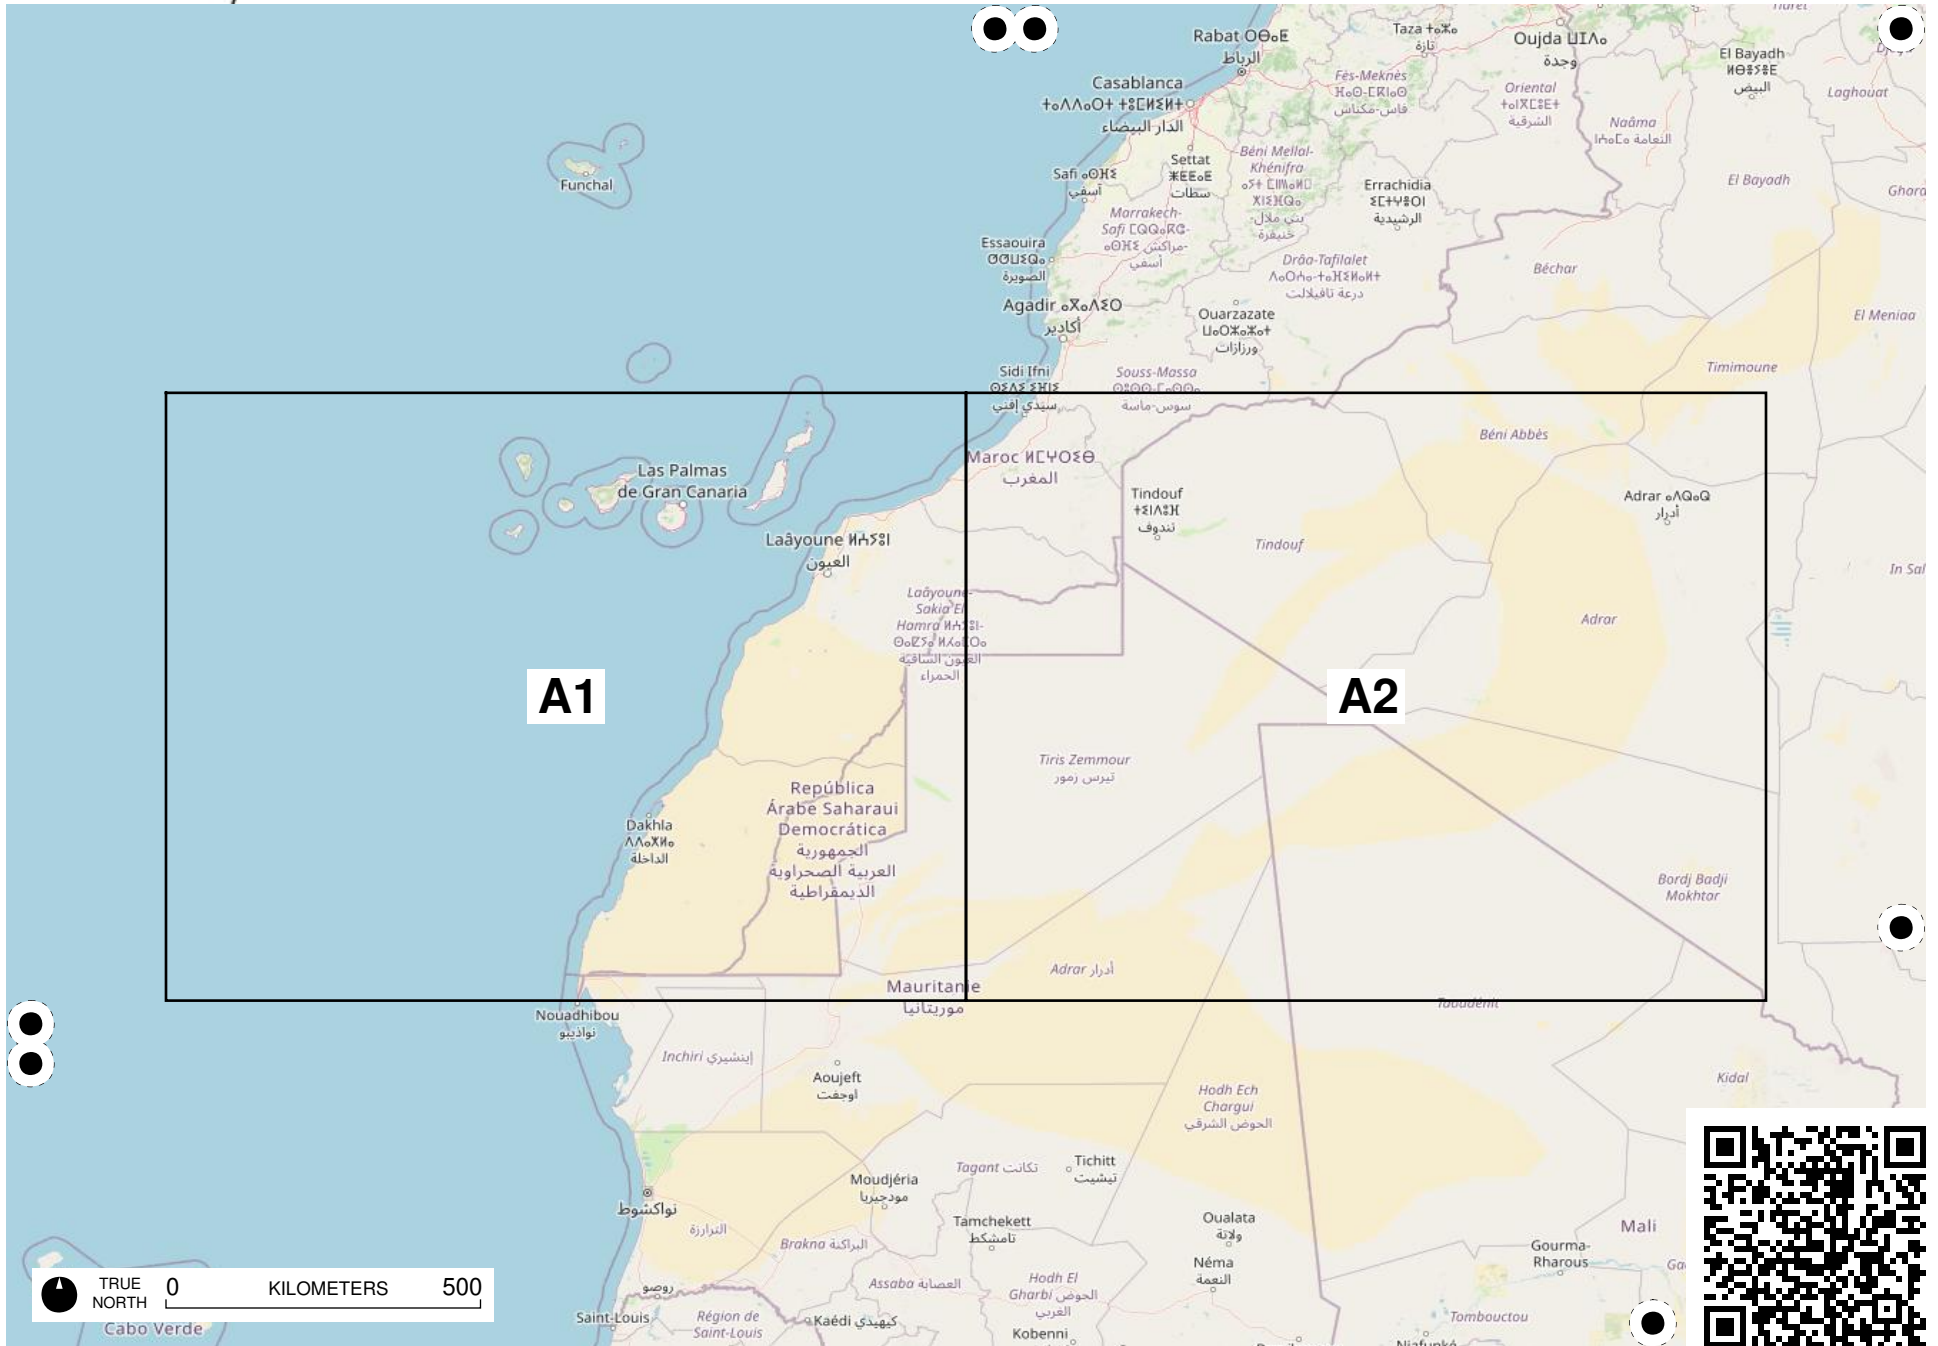 Rabat ⵔⴱⴰⵟ
الرباط
Taza ⵜⴰⵣⴰ
تازة
Oujda ⵡⵊⴷⴰ
وجدة
El Bayadh
البيض
Laghouat
Casablanca
الدار البيضاء
Fès-Meknès
فاس-مكناس
Oriental
الشرقية
Naâma
النعامة
El Bayadh
Settat
سطات
Béni Mellal-
Khénifra
بني ملال-
خنيفرة
Errachidia
الرشيدية
Safi
آسفي
Funchal
Marrakech-
Safi
مراكش-
أسفي
Essaouira
الصويرة
Drâa-Tafilalet
درعة تافيلالت
Béchar
Agadir
أكادير
Ouarzazate
ورزازات
El Meniaa
Timimoune
Sidi Ifni
سيدي إفني
Souss-Massa
سوس-ماسة
Béni Abbès
Maroc ⵍⵎⵖⵔⵉⴱ
المغرب
Las Palmas
de Gran Canaria
Tindouf
تندوف
Adrar
أدرار
Laâyoune
العيون
Tindouf
In Sal
Laâyoune-
Sakia El
Hamra
العيون الساقية
الحمراء
Adrar
A1
A2
Tiris Zemmour
تيرس زمور
República
Árabe Saharaui
Democrática
الجمهورية
العربية الصحراوية
الديمقراطية
Dakhla
الداخلة
Bordj Badji
Mokhtar
Adrar أدرار
Mauritanie
موريتانيا
Taoudénit
Nouadhibou
نواذيبو
Inchiri إينشيري
Aoujeft
اوجفت
Kidal
Hodh Ech
Chargui
الحوض الشرقي
Tagant تكانت
Tichitt
تيشيت
Moudjéria
مودجيريا
نواكشوط
الترارزة
Tamchekett
تامشكط
Oualata
ولاتة
Mali
Brakna البراكنة
Gourma-
Rharous
Néma
النعمة
Assaba العصابة
Hodh El
Gharbi الحوض
الغربي
TRUE
NORTH
0 KILOMETERS 500
روصو
Cabo Verde
Saint-Louis
Région de
Saint-Louis
Kaédi كيهيدي
Kobenni
Tombouctou